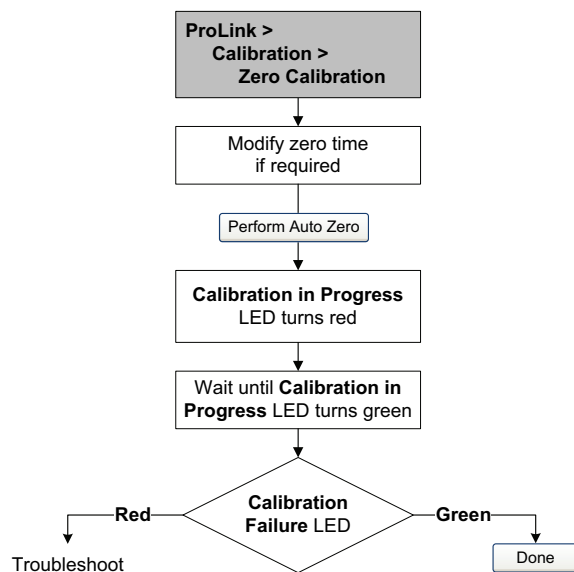 ProLink >
Calibration >
Zero Calibration
Modify zero time
if required
Perform Auto Zero
Calibration in Progress
LED turns red
Wait until Calibration in
Progress LED turns green
Calibration
Failure LED
Red
Green
Troubleshoot
Done